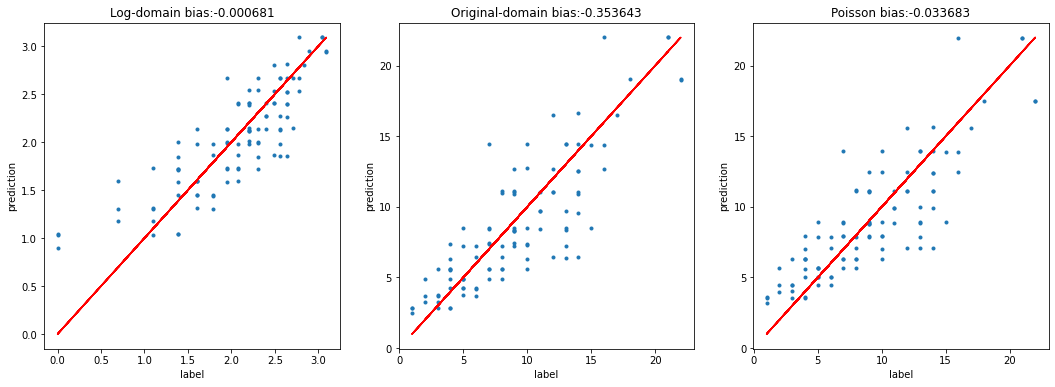 Log-domain bias:-0.000681
3.0
2.5
2.0
1.5
1.0
0.5
0.0
prediction
0.0 0.5 1.0 1.5 2.0 2.5 3.0
label
Original-domain bias:-0.353643
20
15
10
5
0
prediction
0 5 10 15 20
label
Poisson bias:-0.033683
20
15
10
5
0
prediction
0 5 10 15 20
label